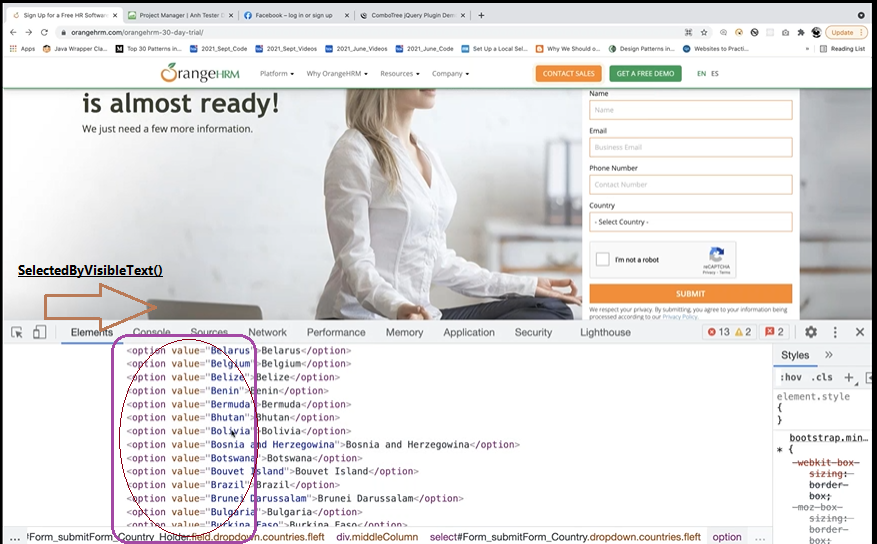 Sign Up for a Free HR Software
Project Manager | Anh Tester D
Facebook – log in or sign up
ComboTree jQuery Plugin Demo
orangehrm.com/orangehrm-30-day-trial/
Update
Apps
Java Wrapper Cla...
Top 30 Patterns in...
2021_Sept_Videos
2021_June_Videos
2021_June_Code
Set Up a Local Sel...
Why We Should o...
Design Patterns in...
Websites to Practi...
Reading List
OrangeHRM
Platform
Why OrangeHRM
Resources
Company
CONTACT SALES
GET A FREE DEMO
EN ES
is almost ready!
We just need a few more information.
Name
Name
Email
Business Email
Phone Number
Contact Number
Country
- Select Country -
I'm not a robot
reCAPTCHA
Privacy - Terms
SUBMIT
We respect your privacy. By submitting, you agree to your information being
processed according to our Privacy Policy.
SelectedByVisibleText()
Elements
Console
Sources
Network
Performance
Memory
Application
Security
Lighthouse
13
2
2
<option value="Belarus">Belarus</option>
<option value="Belgium">Belgium</option>
<option value="Belize">Belize</option>
<option value="Benin">Benin</option>
<option value="Bermuda">Bermuda</option>
<option value="Bhutan">Bhutan</option>
<option value="Bolivia">Bolivia</option>
<option value="Bosnia and Herzegowina">Bosnia and Herzegowina</option>
<option value="Botswana">Botswana</option>
<option value="Bouvet Island">Bouvet Island</option>
<option value="Brazil">Brazil</option>
<option value="Brunei Darussalam">Brunei Darussalam</option>
<option value="Bulgaria">Bulgaria</option>
<option value="Burkina Faso">Burkina Faso</option>
Styles
:hov .cls +
element.style
{
}
bootstrap.min...
* {
-webkit-box-
sizing:
border-
box;
-moz-box-
sizing:
border-
box;
... #Form_submitForm_Country_Holder.field.dropdown.countries.fleft div.middleColumn select#Form_submitForm_Country.dropdown.countries.fleft option ...